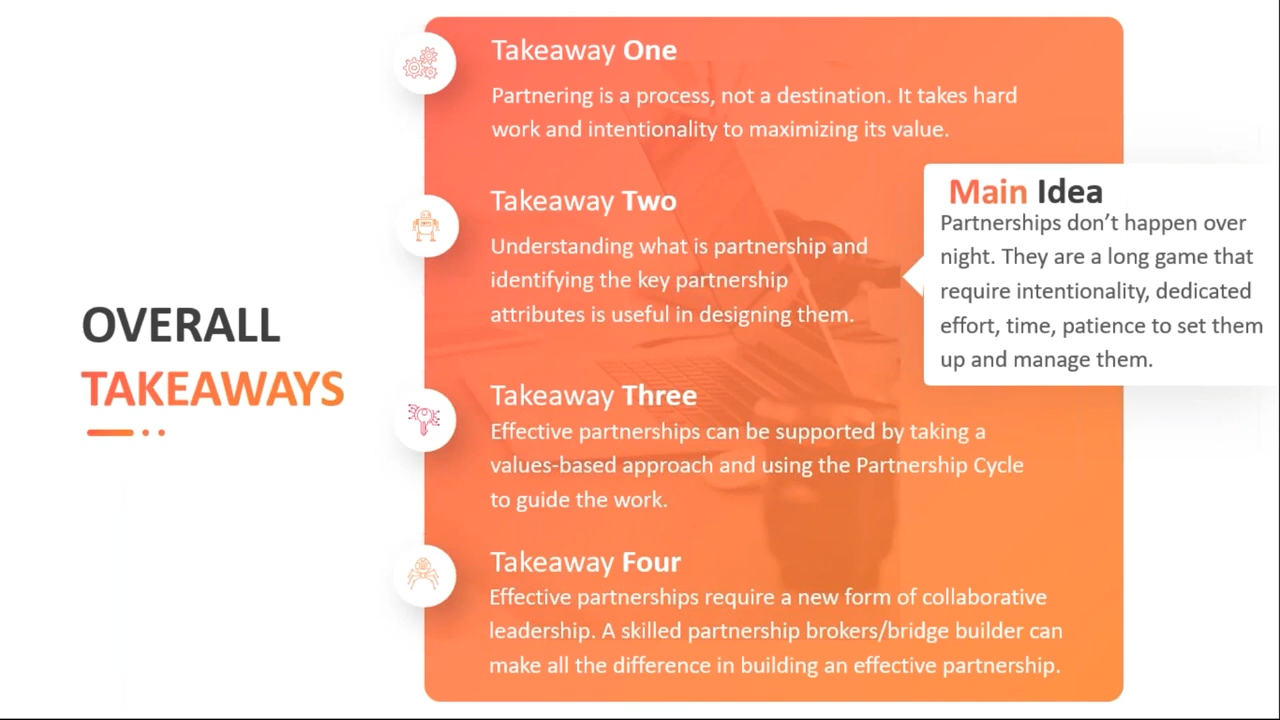 OVERALL
TAKEAWAYS
Takeaway One
Partnering is a process, not a destination. It takes hard
work and intentionality to maximizing its value.
Takeaway Two
Understanding what is partnership and
identifying the key partnership
attributes is useful in designing them.
Main Idea
Partnerships don’t happen over
night. They are a long game that
require intentionality, dedicated
effort, time, patience to set them
up and manage them.
Takeaway Three
Effective partnerships can be supported by taking a
values-based approach and using the Partnership Cycle
to guide the work.
Takeaway Four
Effective partnerships require a new form of collaborative
leadership. A skilled partnership brokers/bridge builder can
make all the difference in building an effective partnership.